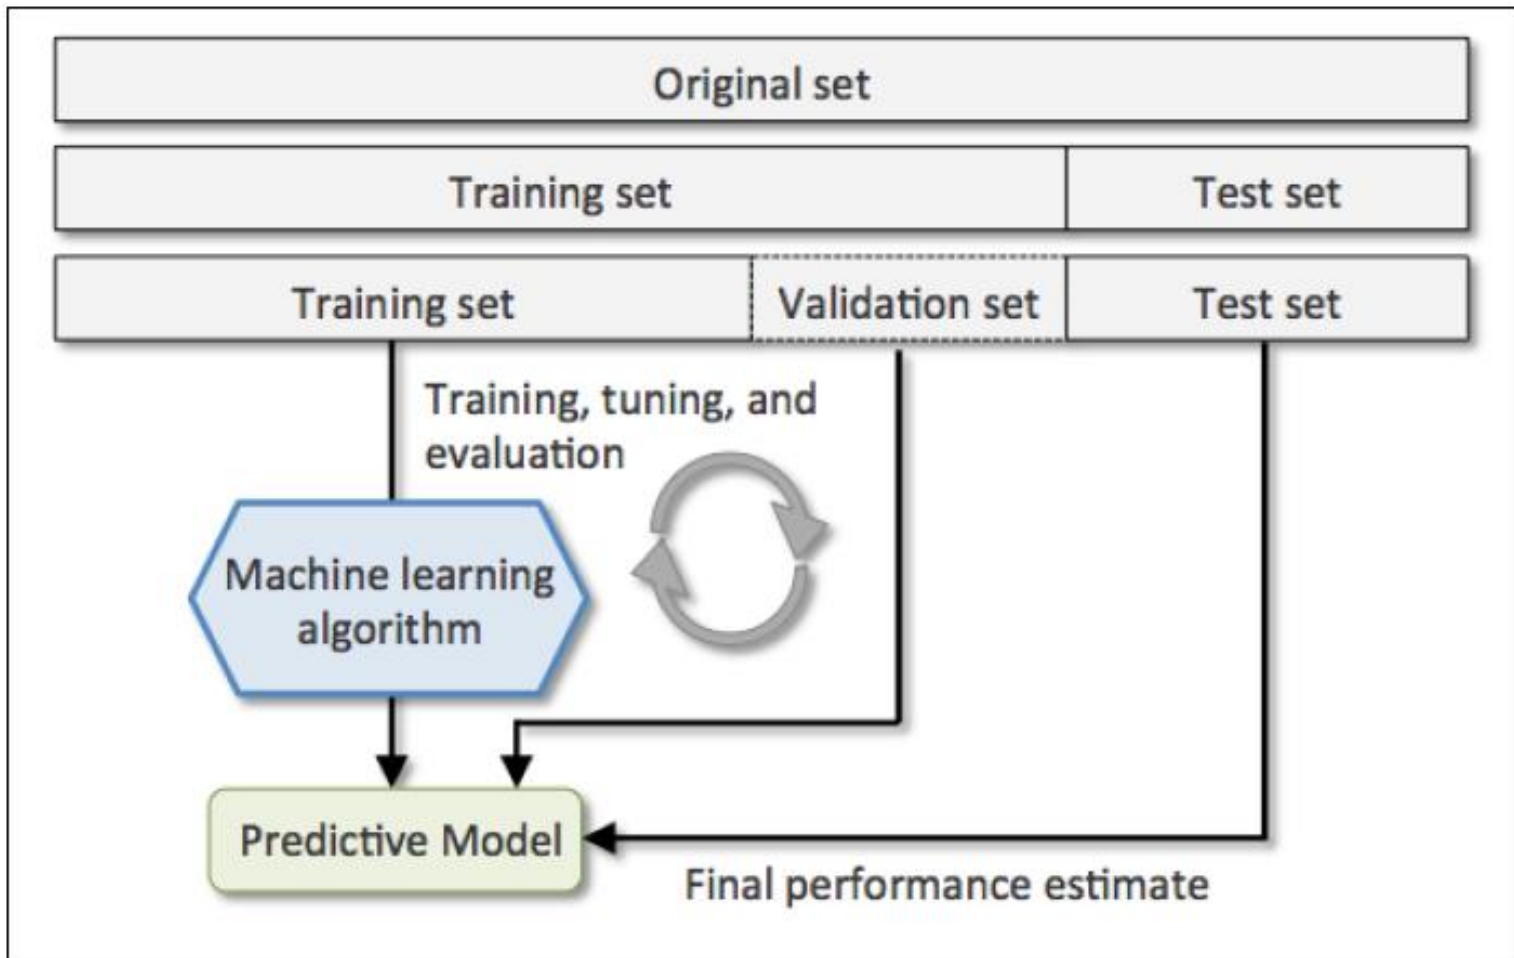 Original set
Training set
Test set
Training set
Validation set
Test set
Training, tuning, and
evaluation
Machine learning
algorithm
Predictive Model
Final performance estimate